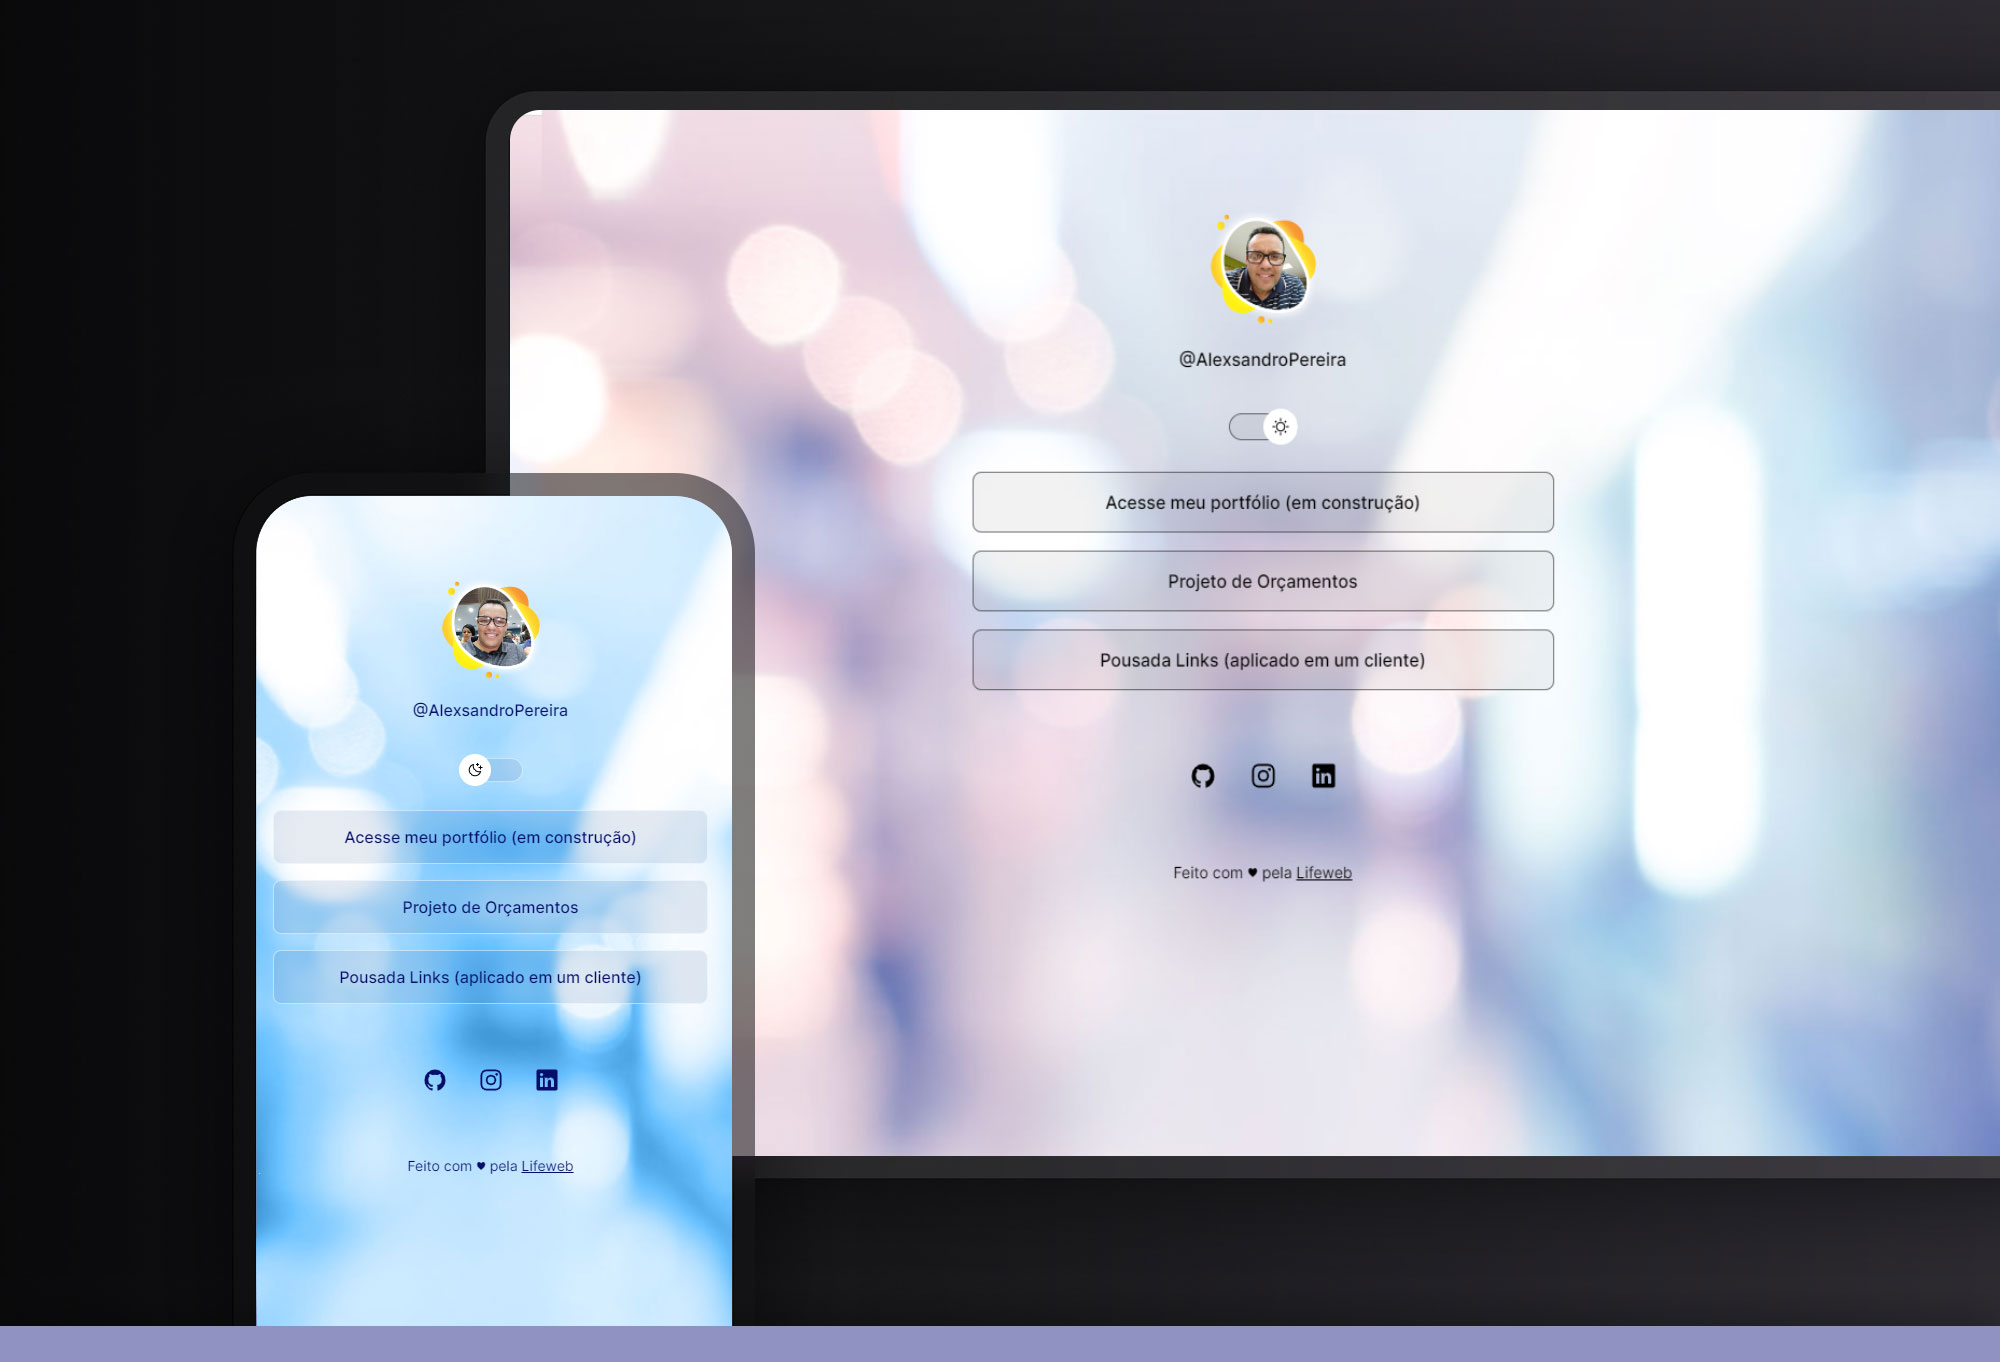 @AlexsandroPereira
Acesse meu portfólio (em construção)
Projeto de Orçamentos
Pousada Links (aplicado em um cliente)
in
Feito com ♥ pela Lifeweb
@AlexsandroPereira
Acesse meu portfólio (em construção)
Projeto de Orçamentos
Pousada Links (aplicado em um cliente)
in
Feito com ♥ pela Lifeweb